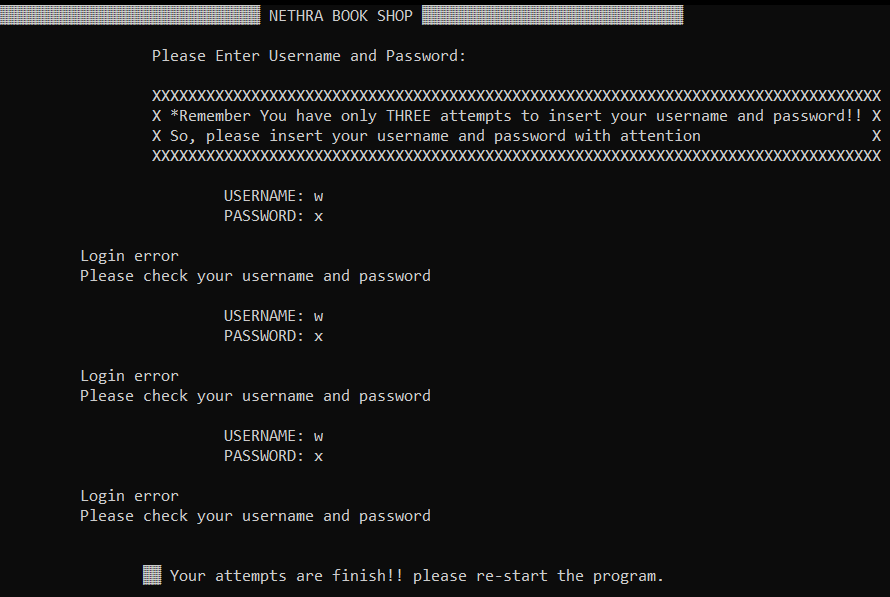 NETHRA BOOK SHOP
Please Enter Username and Password:
XXXXXXXXXXXXXXXXXXXXXXXXXXXXXXXXXXXXXXXXXXXXXXXXXXXXXXXXXXXXXXXXXXXXXXXXXXXXXXXXX
X *Remember You have only THREE attempts to insert your username and password!! X
X So, please insert your username and password with attention X
XXXXXXXXXXXXXXXXXXXXXXXXXXXXXXXXXXXXXXXXXXXXXXXXXXXXXXXXXXXXXXXXXXXXXXXXXXXXXXXXX
USERNAME: w
PASSWORD: x
Login error
Please check your username and password
USERNAME: w
PASSWORD: x
Login error
Please check your username and password
USERNAME: w
PASSWORD: x
Login error
Please check your username and password
Your attempts are finish!! please re-start the program.